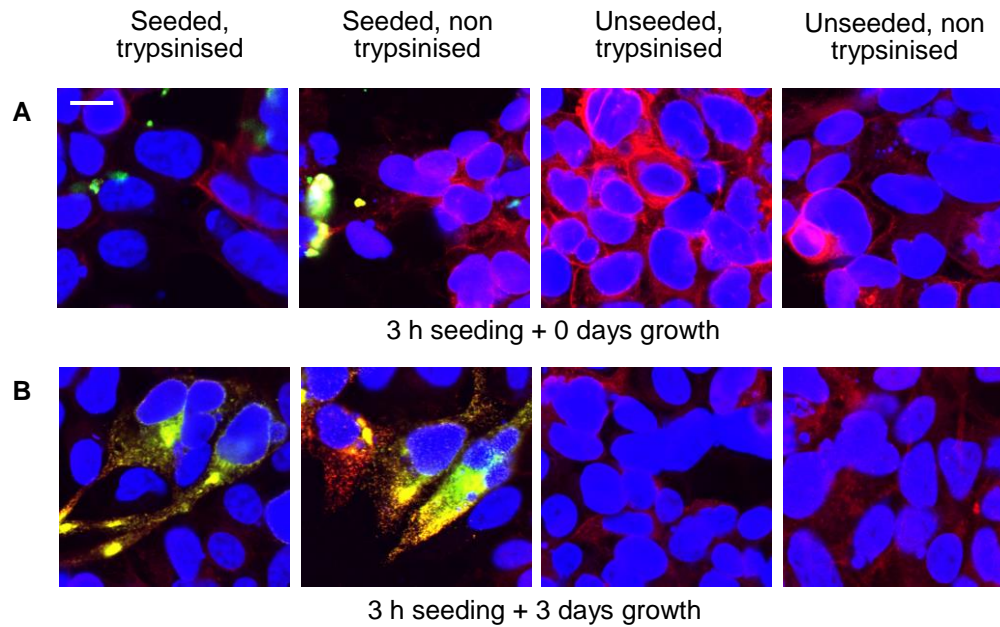 Seeded,
trypsinised
Seeded, non
trypsinised
Unseeded,
trypsinised
Unseeded, non
trypsinised
A
3 h seeding + 0 days growth
B
3 h seeding + 3 days growth